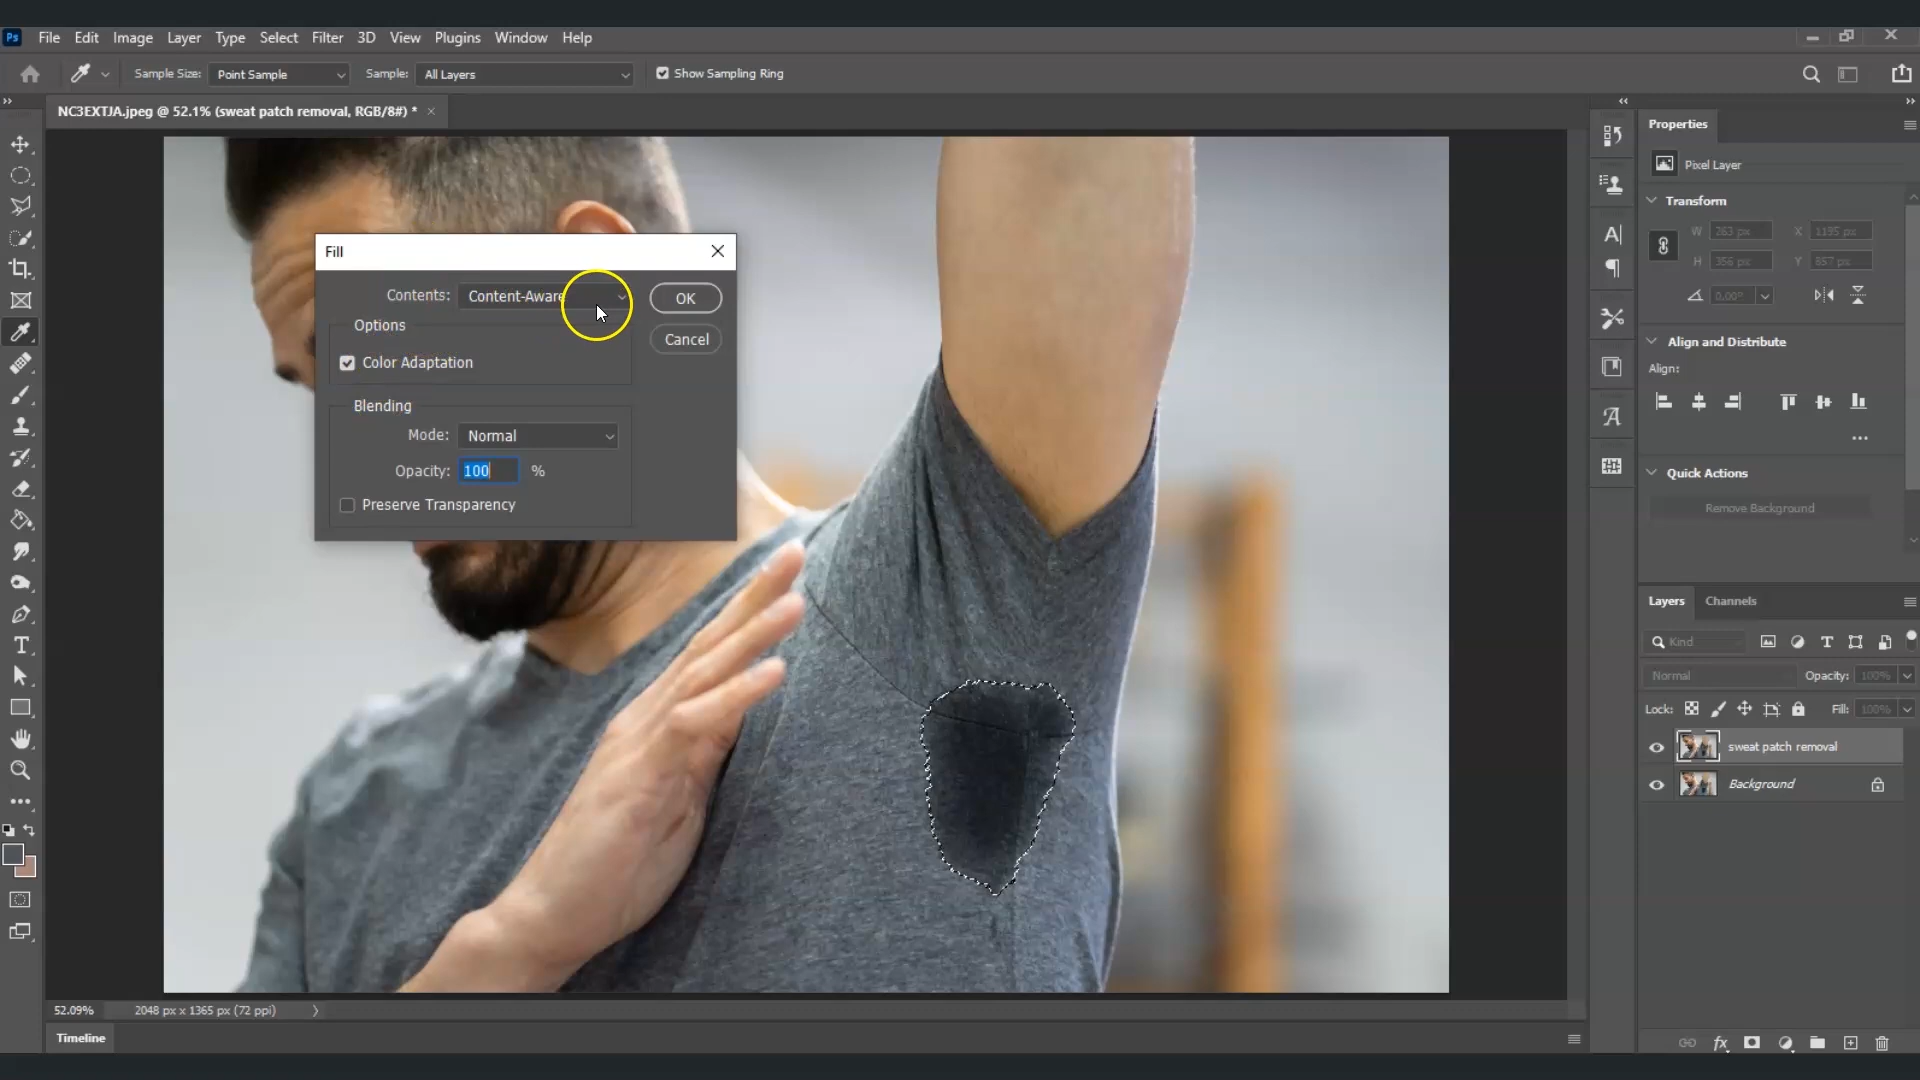 Ps File Edit Image Layer Type Select Filter 3D View Plugins Window Help
Sample Size: Point Sample Sample: All Layers Show Sampling Ring
NC3EXTJA.jpeg @ 52.1% (sweat patch removal, RGB/8#) * ×
Properties
Pixel Layer
Transform
W 263 px X 1195 px
H 356 px Y 857 px
0.00°
Align and Distribute
Align:
Quick Actions
Remove Background
Fill
Contents: Content-Aware OK
Options
Cancel
Color Adaptation
Blending
Mode: Normal
Opacity: 100 %
Preserve Transparency
Layers Channels
Kind
Normal Opacity: 100%
Lock: Fill: 100%
sweat patch removal
Background
52.09% 2048 px x 1365 px (72 ppi)
Timeline